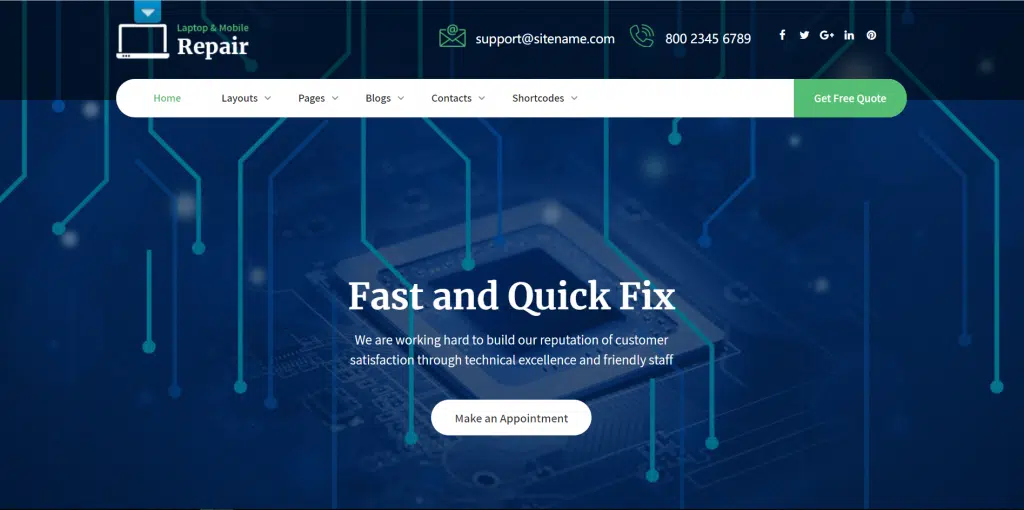 Laptop & Mobile
Repair
support@sitename.com
800 2345 6789
Home
Layouts
Pages
Blogs
Contacts
Shortcodes
Get Free Quote
Fast and Quick Fix
We are working hard to build our reputation of customer
satisfaction through technical excellence and friendly staff
Make an Appointment